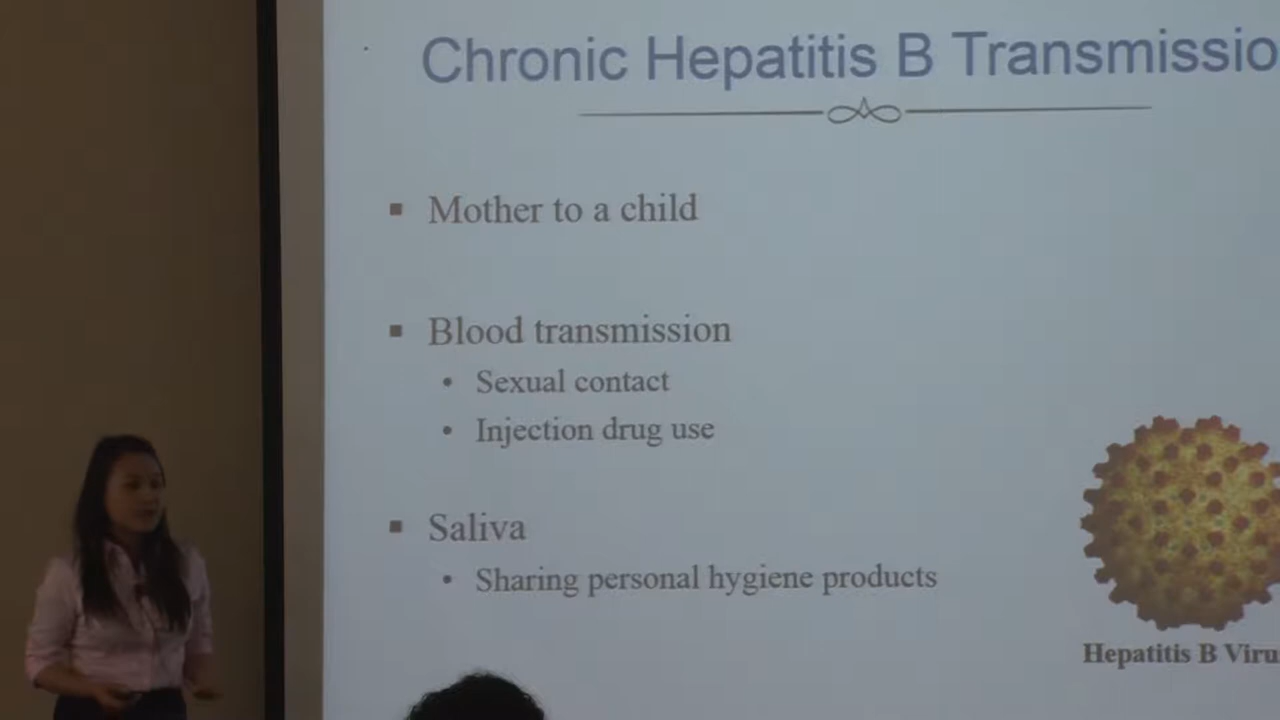 Chronic Hepatitis B Transmissio
Mother to a child
Blood transmission
Sexual contact
Injection drug use
Saliva
Sharing personal hygiene products
Hepatitis B Viru